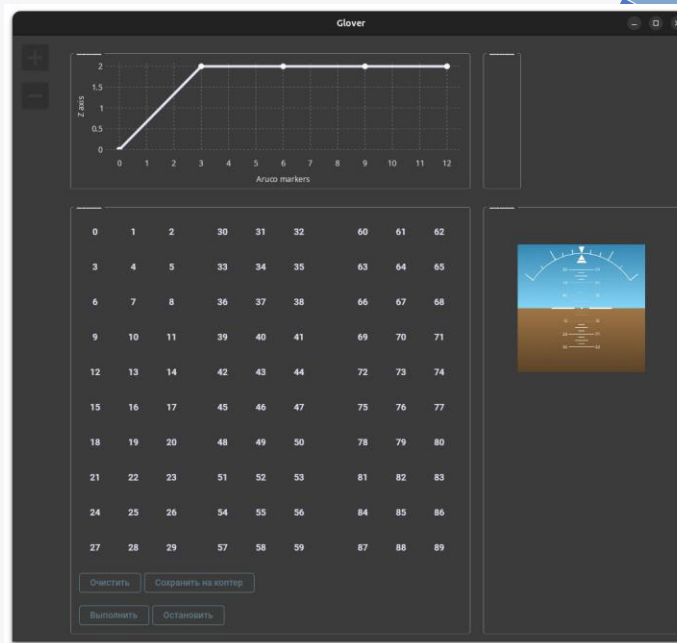 Glover
2
1.5
1
0.5
0
Z axis
0 1 2 3 4 5 6 7 8 9 10 11 12
Aruco markers
0 1 2 30 31 32 60 61 62
3 4 5 33 34 35 63 64 65
6 7 8 36 37 38 66 67 68
9 10 11 39 40 41 69 70 71
12 13 14 42 43 44 72 73 74
15 16 17 45 46 47 75 76 77
18 19 20 48 49 50 78 79 80
21 22 23 51 52 53 81 82 83
24 25 26 54 55 56 84 85 86
27 28 29 57 58 59 87 88 89
Очистить Сохранить на коптер
Выполнить Остановить